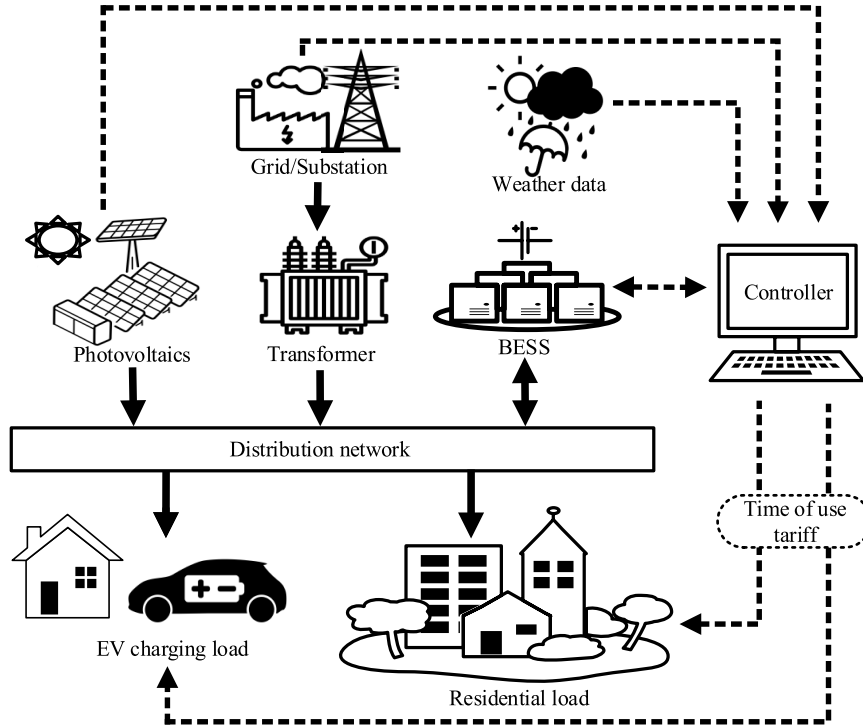 Grid/Substation
Weather data
Controller
Photovoltaics
Transformer
BESS
Distribution network
Time of use
tariff
EV charging load
Residential load